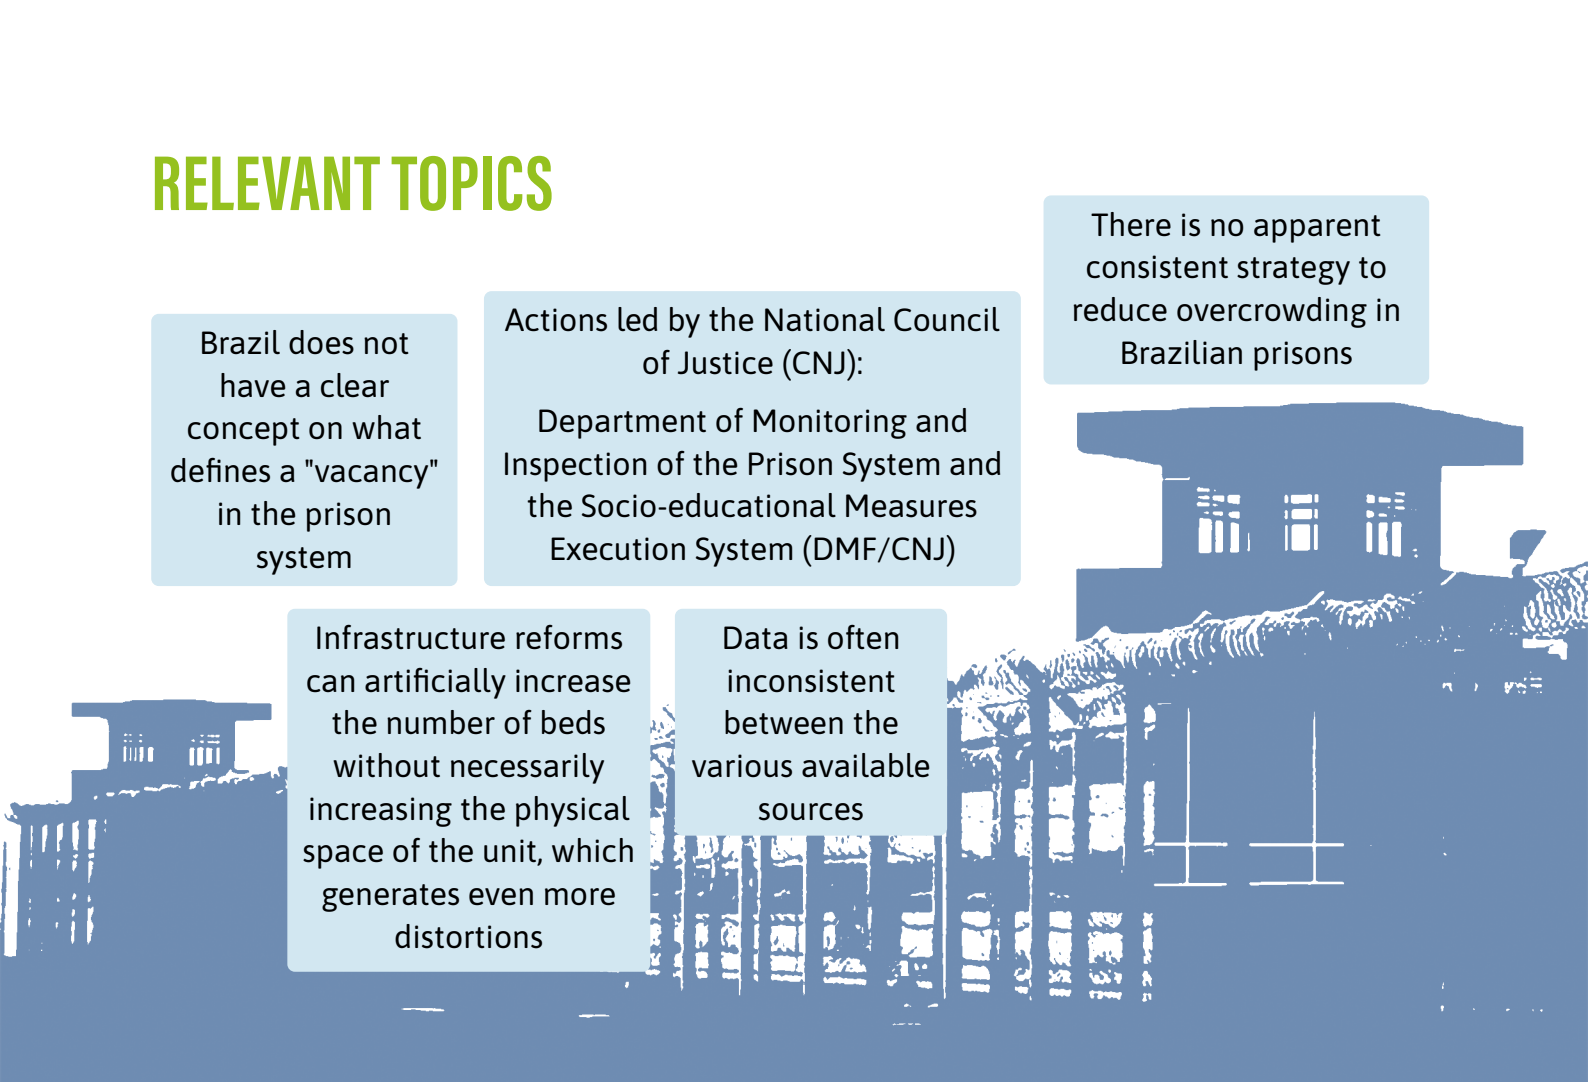 RELEVANT TOPICS
Brazil does not
have a clear
concept on what
defines a "vacancy"
in the prison
system
Actions led by the National Council
of Justice (CNJ):
Department of Monitoring and
Inspection of the Prison System and
the Socio-educational Measures
Execution System (DMF/CNJ)
There is no apparent
consistent strategy to
reduce overcrowding in
Brazilian prisons
Infrastructure reforms
can artificially increase
the number of beds
without necessarily
increasing the physical
space of the unit, which
generates even more
distortions
Data is often
inconsistent
between the
various available
sources